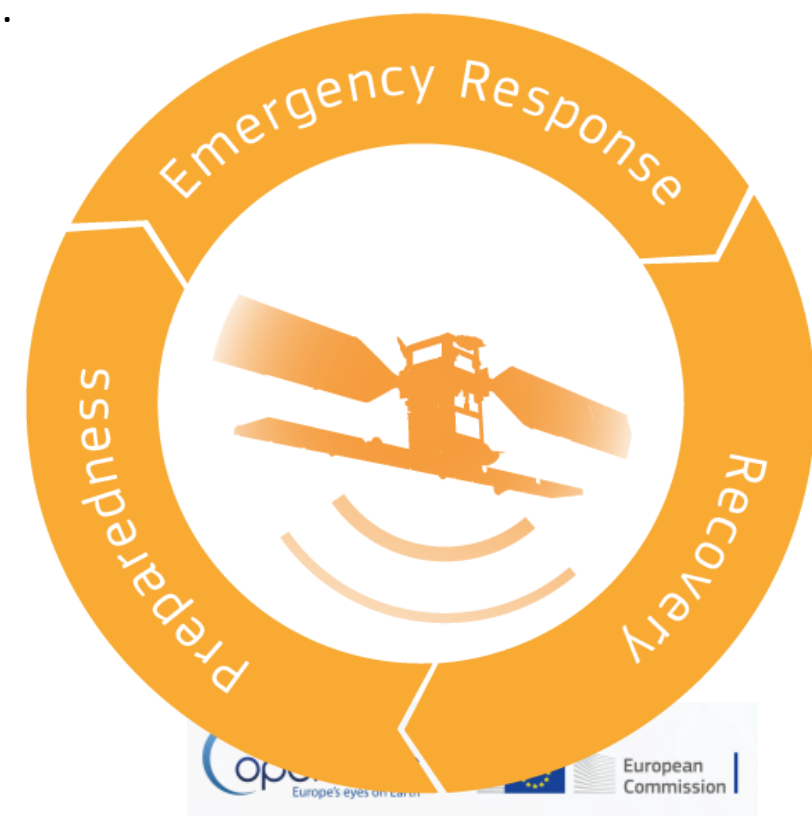 Emergency Response
Recovery
Preparedness
Europe's eyes on Earth
European
Commission